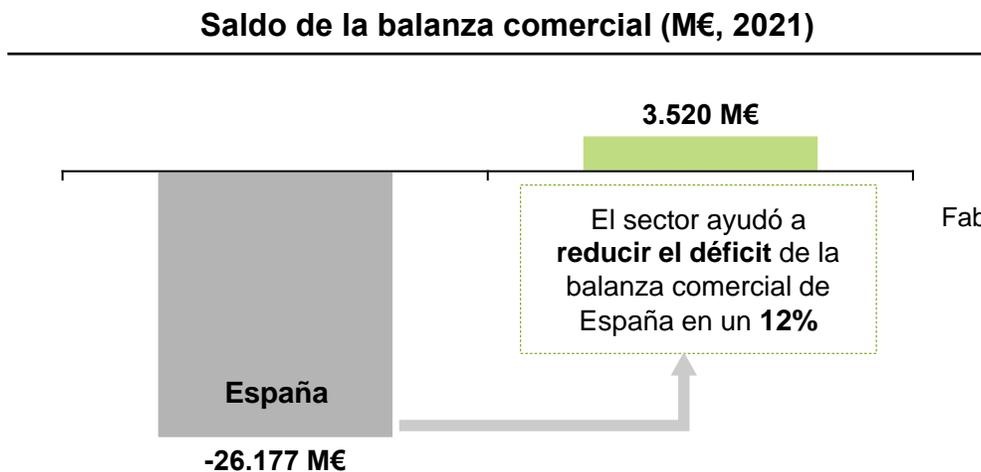 Saldo de la balanza comercial (M€, 2021)
3.520 M€
El sector ayudó a
reducir el déficit de la
balanza comercial de
España en un 12%
Fab
España
-26.177 M€